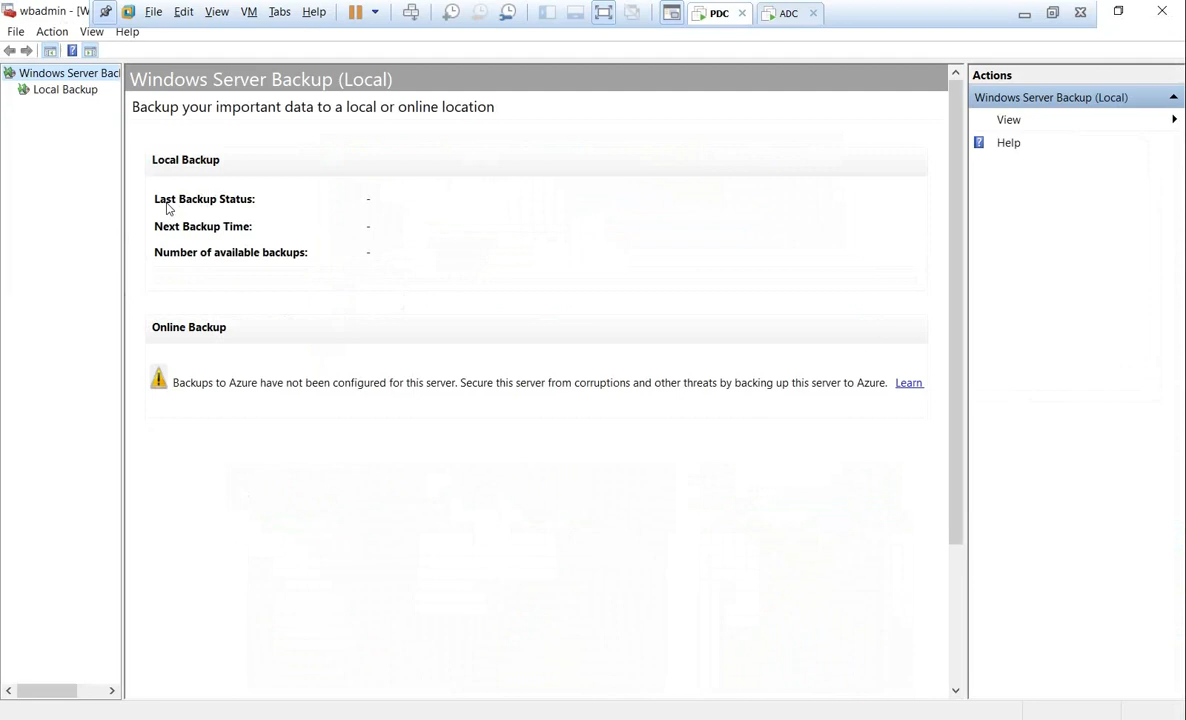 wbadmin - [W
File Edit View VM Tabs Help
PDC
ADC
File Action View Help
Windows Server Bac
Local Backup
Windows Server Backup (Local)
Backup your important data to a local or online location
Local Backup
Last Backup Status: -
Next Backup Time: -
Number of available backups: -
Online Backup
Backups to Azure have not been configured for this server. Secure this server from corruptions and other threats by backing up this server to Azure. Learn
Actions
Windows Server Backup (Local)
View
Help